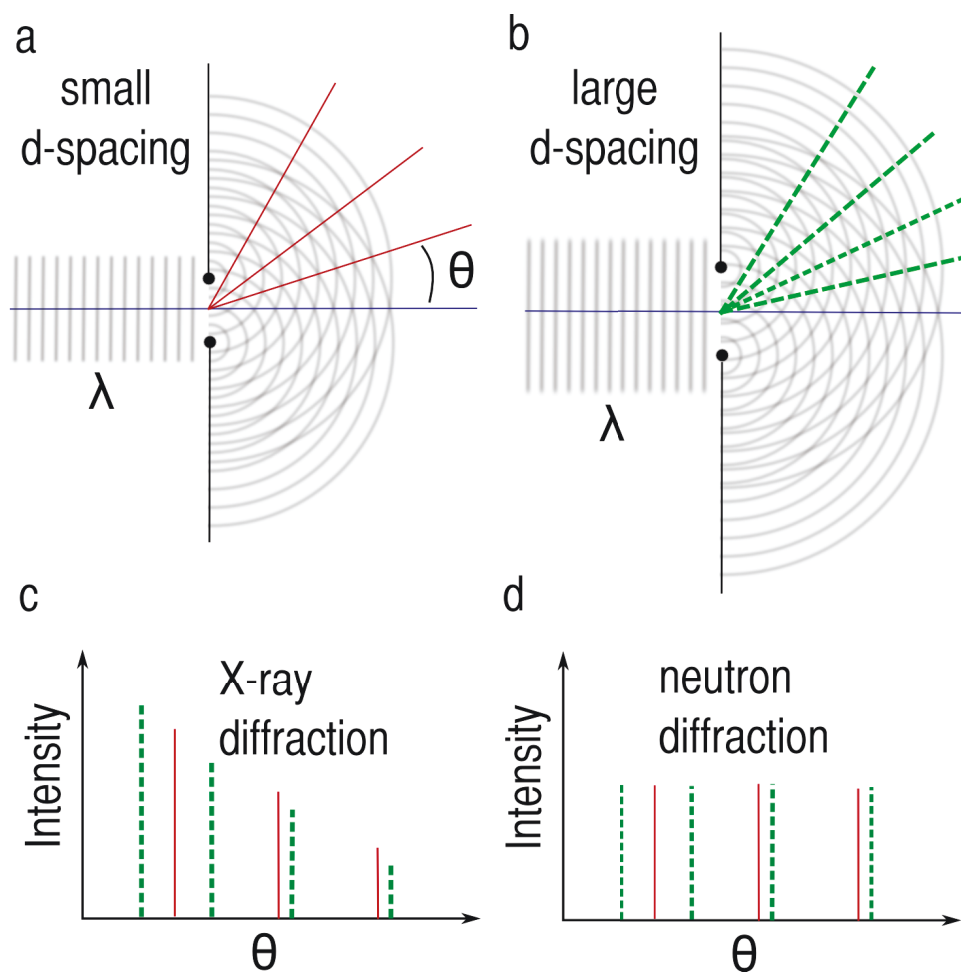 a
small
d-spacing
θ
λ
b
large
d-spacing
λ
c
X-ray
diffraction
Intensity
θ
d
neutron
diffraction
Intensity
θ